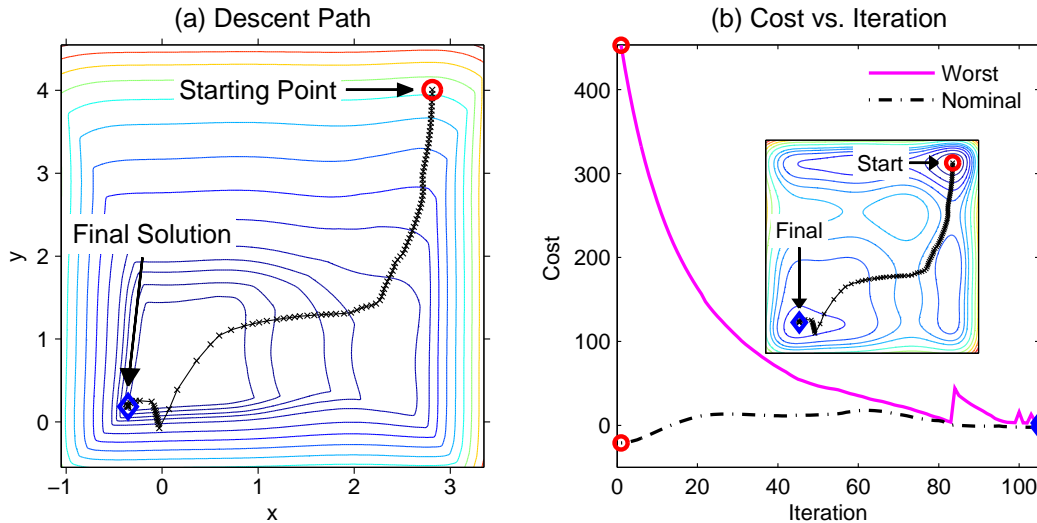 (a) Descent Path
Starting Point
Final Solution
y
4
3
2
1
0
-1
0
1
2
3
x
(b) Cost vs. Iteration
Worst
Nominal
Start
Final
Cost
400
300
200
100
0
0
20
40
60
80
100
Iteration